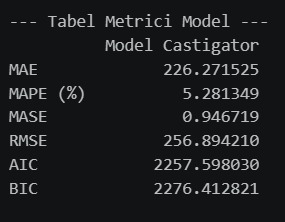 --- Tabel Metrici Model ---
Model Castigator
MAE 226.271525
MAPE (%) 5.281349
MASE 0.946719
RMSE 256.894210
AIC 2257.598030
BIC 2276.412821